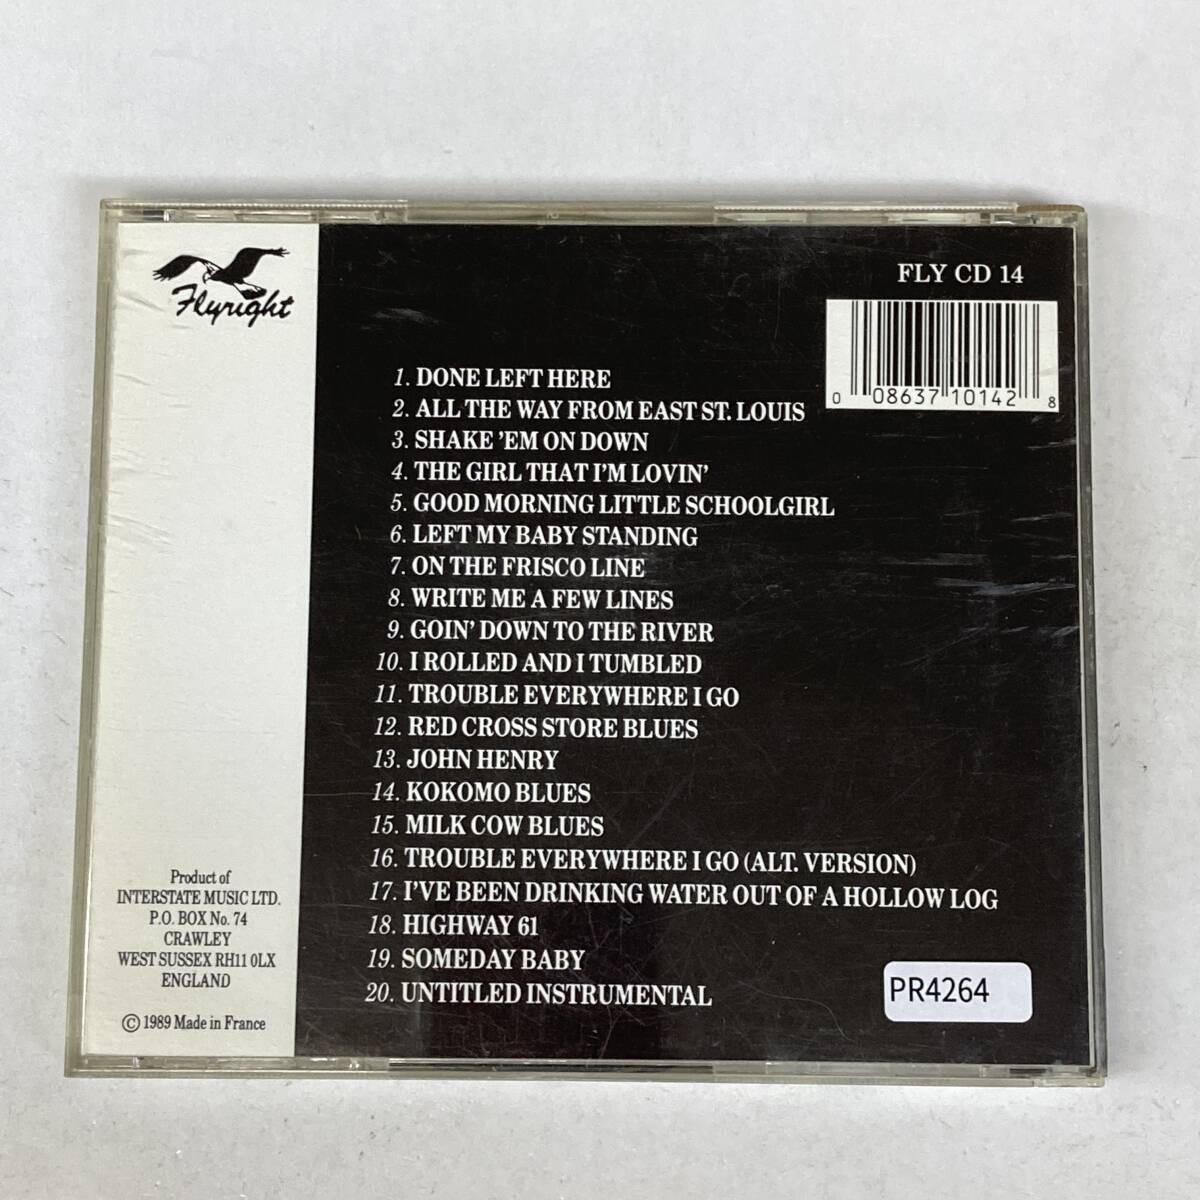 Flyright
FLY CD 14
0 08637 10142 8
1. DONE LEFT HERE
2. ALL THE WAY FROM EAST ST. LOUIS
3. SHAKE 'EM ON DOWN
4. THE GIRL THAT I'M LOVIN'
5. GOOD MORNING LITTLE SCHOOLGIRL
6. LEFT MY BABY STANDING
7. ON THE FRISCO LINE
8. WRITE ME A FEW LINES
9. GOIN' DOWN TO THE RIVER
10. I ROLLED AND I TUMBLED
11. TROUBLE EVERYWHERE I GO
12. RED CROSS STORE BLUES
13. JOHN HENRY
14. KOKOMO BLUES
15. MILK COW BLUES
16. TROUBLE EVERYWHERE I GO (ALT. VERSION)
17. I'VE BEEN DRINKING WATER OUT OF A HOLLOW LOG
18. HIGHWAY 61
19. SOMEDAY BABY
20. UNTITLED INSTRUMENTAL
Product of
INTERSTATE MUSIC LTD.
P.O. BOX No. 74
CRAWLEY
WEST SUSSEX RH11 0LX
ENGLAND
© 1989 Made in France
PR4264